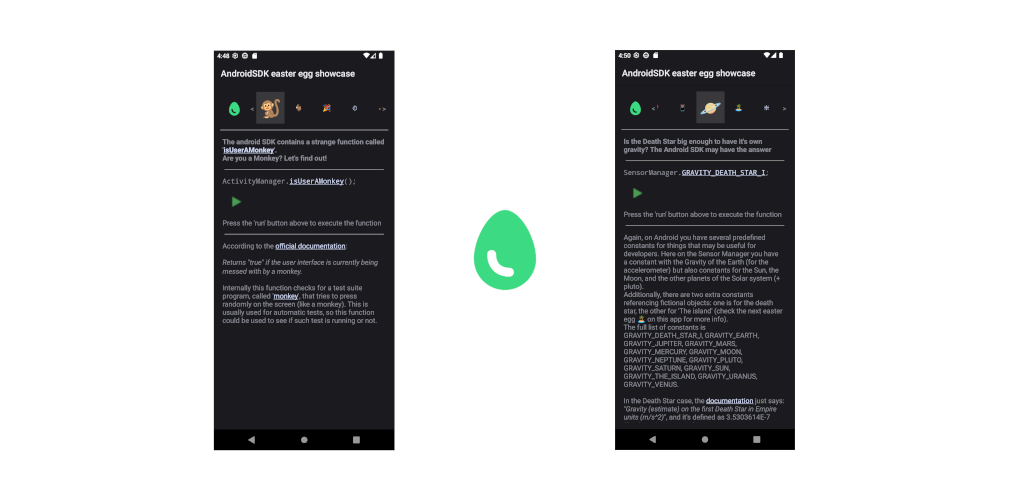 4:48
AndroidSDK easter egg showcase
<
->
The android SDK contains a strange function called
'isUserAMonkey'.
Are you a Monkey? Let's find out!
ActivityManager.isUserAMonkey();
Press the 'run' button above to execute the function
According to the official documentation:
Returns "true" if the user interface is currently being
messed with by a monkey.
Internally this function checks for a test suite
program, called 'monkey', that tries to press
randomly on the screen (like a monkey). This is
usually used for automatic tests, so this function
could be used to see if such test is running or not.
4:50
AndroidSDK easter egg showcase
<
>
Is the Death Star big enough to have it's own
gravity? The Android SDK may have the answer
SensorManager.GRAVITY_DEATH_STAR_I;
Press the 'run' button above to execute the function
Again, on Android you have several predefined
constants for things that may be useful for
developers. Here on the Sensor Manager you have
a constant with the Gravity of the Earth (for the
accelerometer) but also constants for the Sun, the
Moon, and the other planets of the Solar system (+
pluto).
Additionally, there are two extra constants
referencing fictional objects: one is for the death
star, the other for 'The island' (check the next easter
egg 🏝️ on this app for more info).
The full list of constants is
GRAVITY_DEATH_STAR_I, GRAVITY_EARTH,
GRAVITY_JUPITER, GRAVITY_MARS,
GRAVITY_MERCURY, GRAVITY_MOON,
GRAVITY_NEPTUNE, GRAVITY_PLUTO,
GRAVITY_SATURN, GRAVITY_SUN,
GRAVITY_THE_ISLAND, GRAVITY_URANUS,
GRAVITY_VENUS.
In the Death Star case, the documentation just says:
"Gravity (estimate) on the first Death Star in Empire
units (m/s^2)", and it's defined as 3.5303614E-7